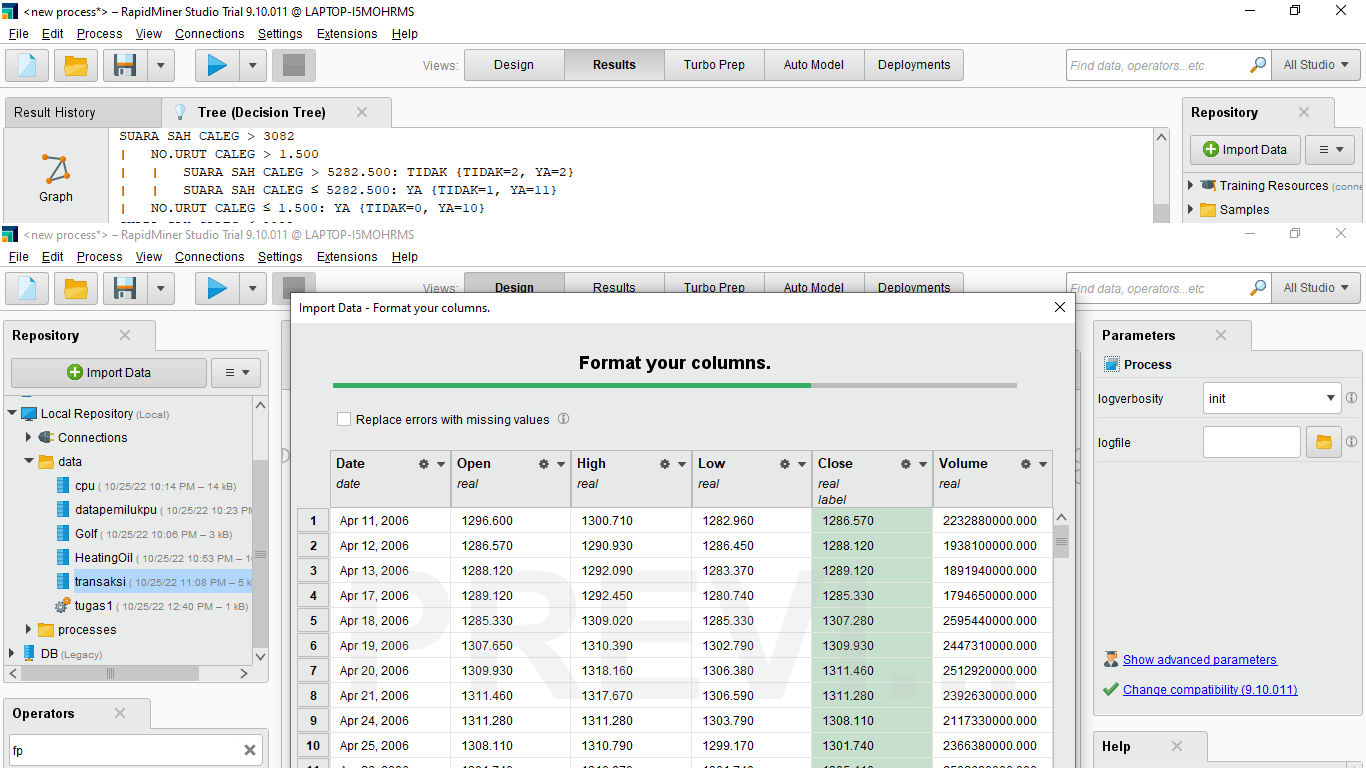 <new process*> – RapidMiner Studio Trial 9.10.011 @ LAPTOP-I5MOHRMS
File Edit Process View Connections Settings Extensions Help
Views: Design Results Turbo Prep Auto Model Deployments Find data, operators...etc All Studio
Result History Tree (Decision Tree) Repository
SUARA SAH CALEG > 3082
| NO.URUT CALEG > 1.500 Import Data
| | SUARA SAH CALEG > 5282.500: TIDAK {TIDAK=2, YA=2}
| | SUARA SAH CALEG ≤ 5282.500: YA {TIDAK=1, YA=11} Training Resources (conne
Graph | NO.URUT CALEG ≤ 1.500: YA {TIDAK=0, YA=10} Samples
<new process*> – RapidMiner Studio Trial 9.10.011 @ LAPTOP-I5MOHRMS
File Edit Process View Connections Settings Extensions Help
Design Results Turbo Prep Auto Model Deployments Find data, operators...etc All Studio
Import Data - Format your columns.
Repository
Import Data
Local Repository (Local)
Connections
data
cpu ( 10/25/22 10:14 PM – 14 kB)
datapemilukpu ( 10/25/22 10:23 PM
Golf ( 10/25/22 10:06 PM – 3 kB)
HeatingOil ( 10/25/22 10:53 PM – 1
transaksi ( 10/25/22 11:08 PM – 5 k
tugas1 ( 10/25/22 12:40 PM – 1 kB)
processes
DB (Legacy)
Operators
fp
Format your columns.
Replace errors with missing values
Date Open High Low Close Volume
date real real real real real
label
1 Apr 11, 2006 1296.600 1300.710 1282.960 1286.570 2232880000.000
2 Apr 12, 2006 1286.570 1290.930 1286.450 1288.120 1938100000.000
3 Apr 13, 2006 1288.120 1292.090 1283.370 1289.120 1891940000.000
4 Apr 17, 2006 1289.120 1292.450 1280.740 1285.330 1794650000.000
5 Apr 18, 2006 1285.330 1309.020 1285.330 1307.280 2595440000.000
6 Apr 19, 2006 1307.650 1310.390 1302.790 1309.930 2447310000.000
7 Apr 20, 2006 1309.930 1318.160 1306.380 1311.460 2512920000.000
8 Apr 21, 2006 1311.460 1317.670 1306.590 1311.280 2392630000.000
9 Apr 24, 2006 1311.280 1311.280 1303.790 1308.110 2117330000.000
10 Apr 25, 2006 1308.110 1310.790 1299.170 1301.740 2366380000.000
Parameters
Process
logverbosity init
logfile
Show advanced parameters
Change compatibility (9.10.011)
Help